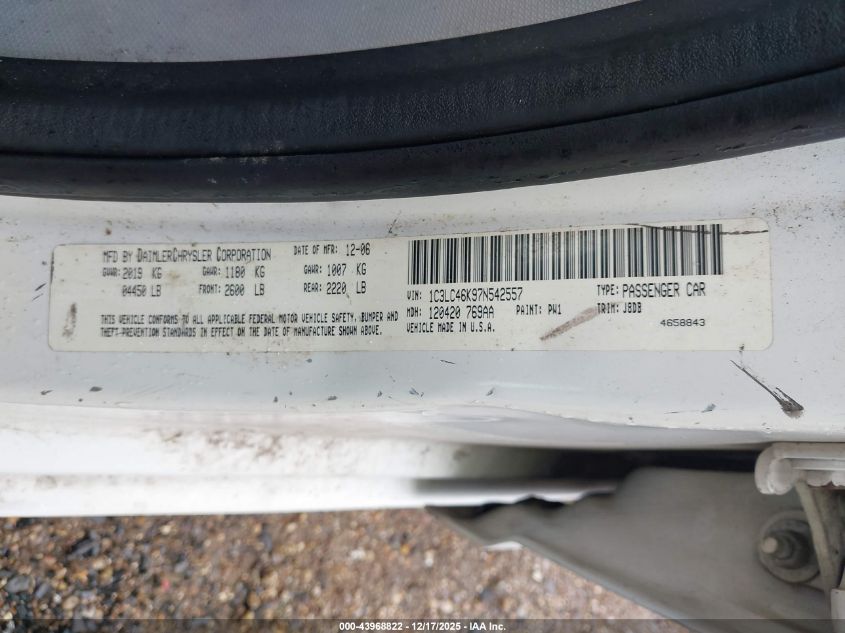 MFD BY DAIMLERCHRYSLER CORPORATION DATE OF MFR: 12-06
GVWR: 2019 KG GAWR: 1180 KG GAWR: 1007 KG
04450 LB FRONT: 2600 LB REAR: 2220 LB
THIS VEHICLE CONFORMS TO ALL APPLICABLE FEDERAL MOTOR VEHICLE SAFETY, BUMPER AND
THEFT PREVENTION STANDARDS IN EFFECT ON THE DATE OF MANUFACTURE SHOWN ABOVE.
VIN: 1C3LC46K97N542557 TYPE: PASSENGER CAR
MDH: 120420 769AA PAINT: PW1 TRIM: J8DB
VEHICLE MADE IN U.S.A. 4658843
000-43968822 - 12/17/2025 - IAA Inc.